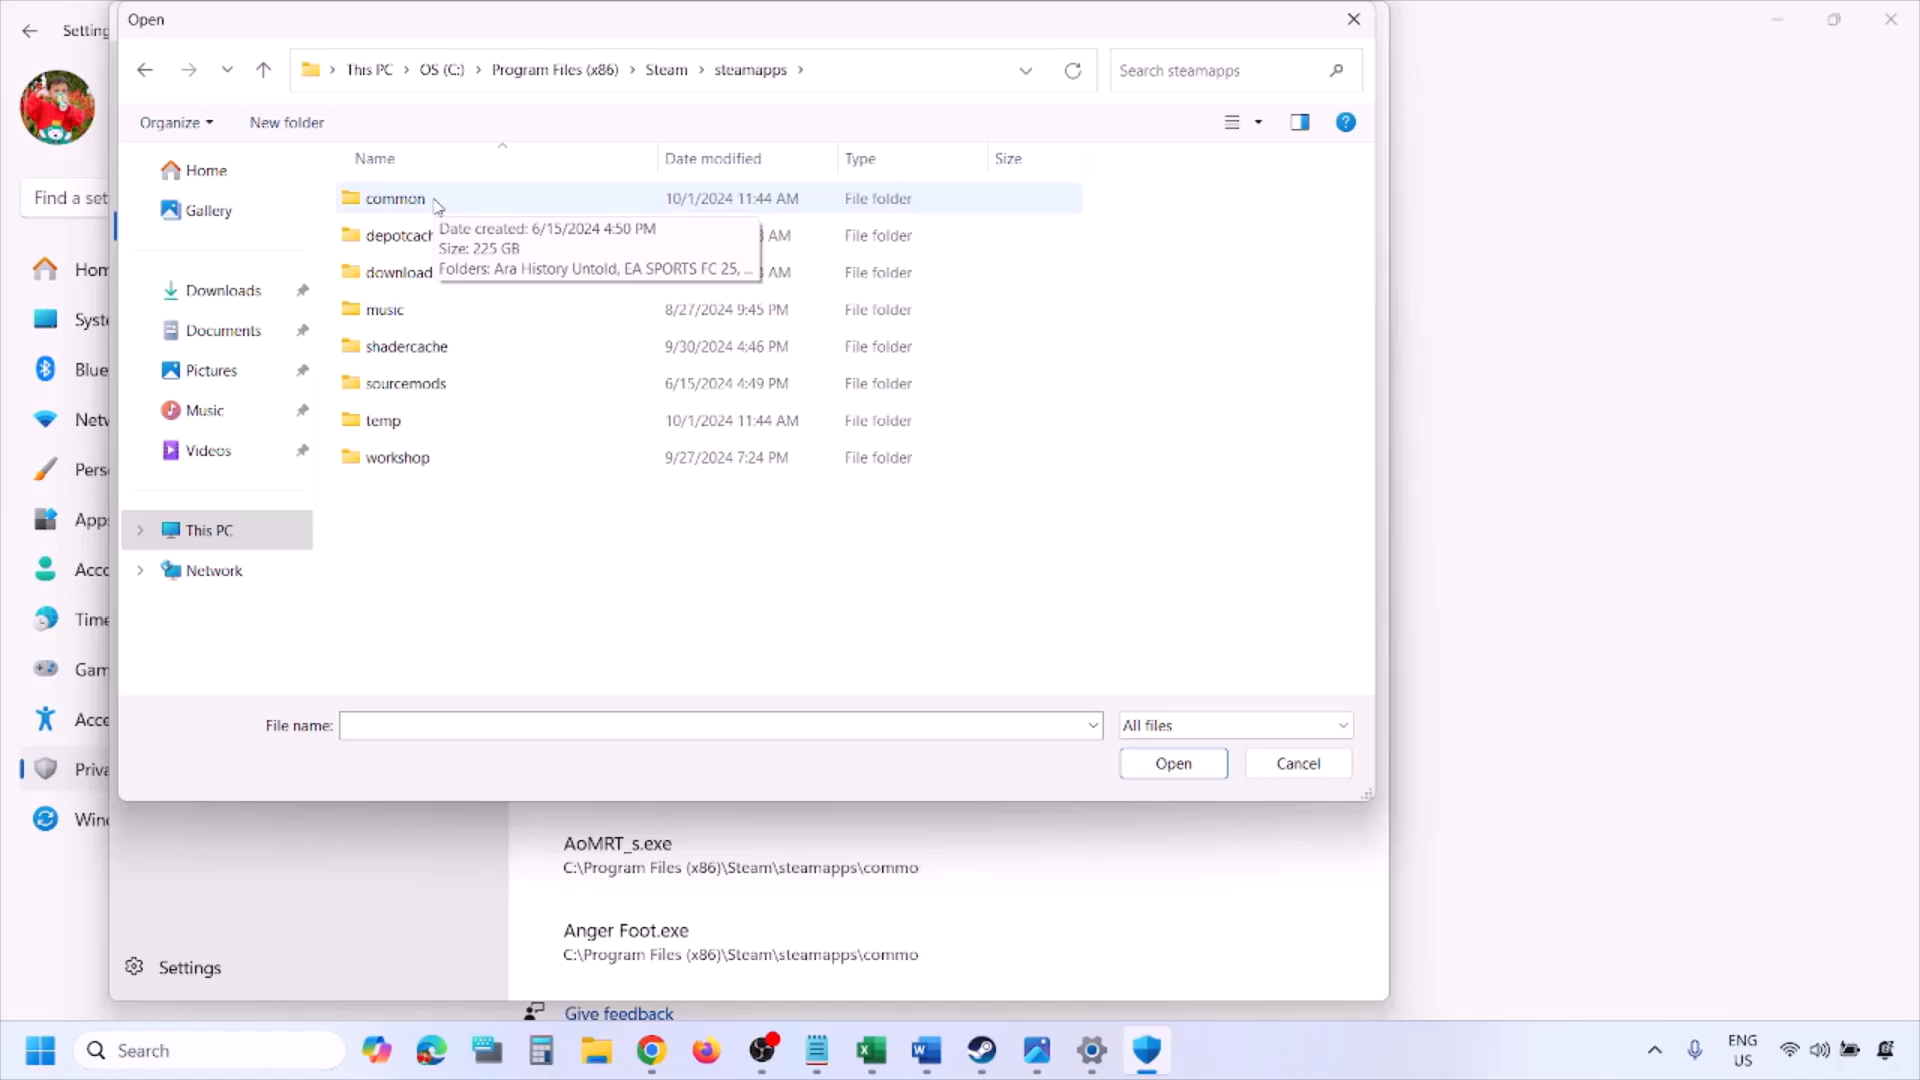 Setting
Open
This PC
OS (C:)
Program Files (x86)
Steam
steamapps
Search steamapps
Organize
New folder
Name
Date modified
Type
Size
Home
Gallery
Downloads
Documents
Pictures
Music
Videos
This PC
Network
common 10/1/2024 11:44 AM File folder
Date created: 6/15/2024 4:50 PM
Size: 225 GB
Folders: Ara History Untold, EA SPORTS FC 25, ...
depotcach AM File folder
download AM File folder
music 8/27/2024 9:45 PM File folder
shadercache 9/30/2024 4:46 PM File folder
sourcemods 6/15/2024 4:49 PM File folder
temp 10/1/2024 11:44 AM File folder
workshop 9/27/2024 7:24 PM File folder
File name:
All files
Open
Cancel
Find a set
Hom
Syste
Blue
Netw
Perso
Apps
Acco
Time
Gam
Acce
Priva
Wind
AoMRT_s.exe
C:\Program Files (x86)\Steam\steamapps\commo
Anger Foot.exe
C:\Program Files (x86)\Steam\steamapps\commo
Settings
Give feedback
Search
ENG
US